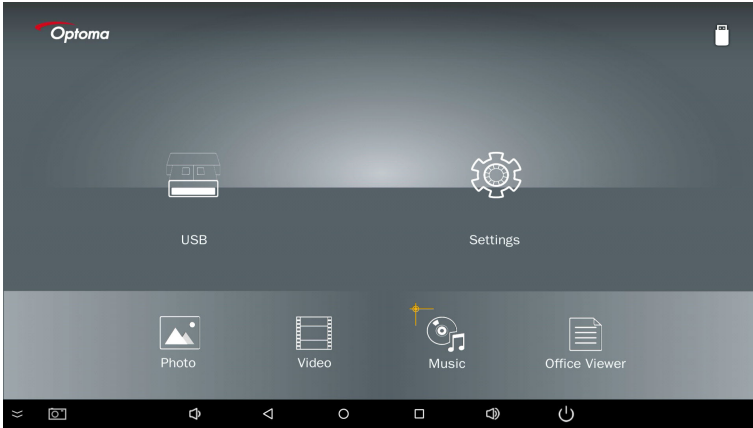 Optoma
USB
Settings
Photo
Video
Music
Office Viewer